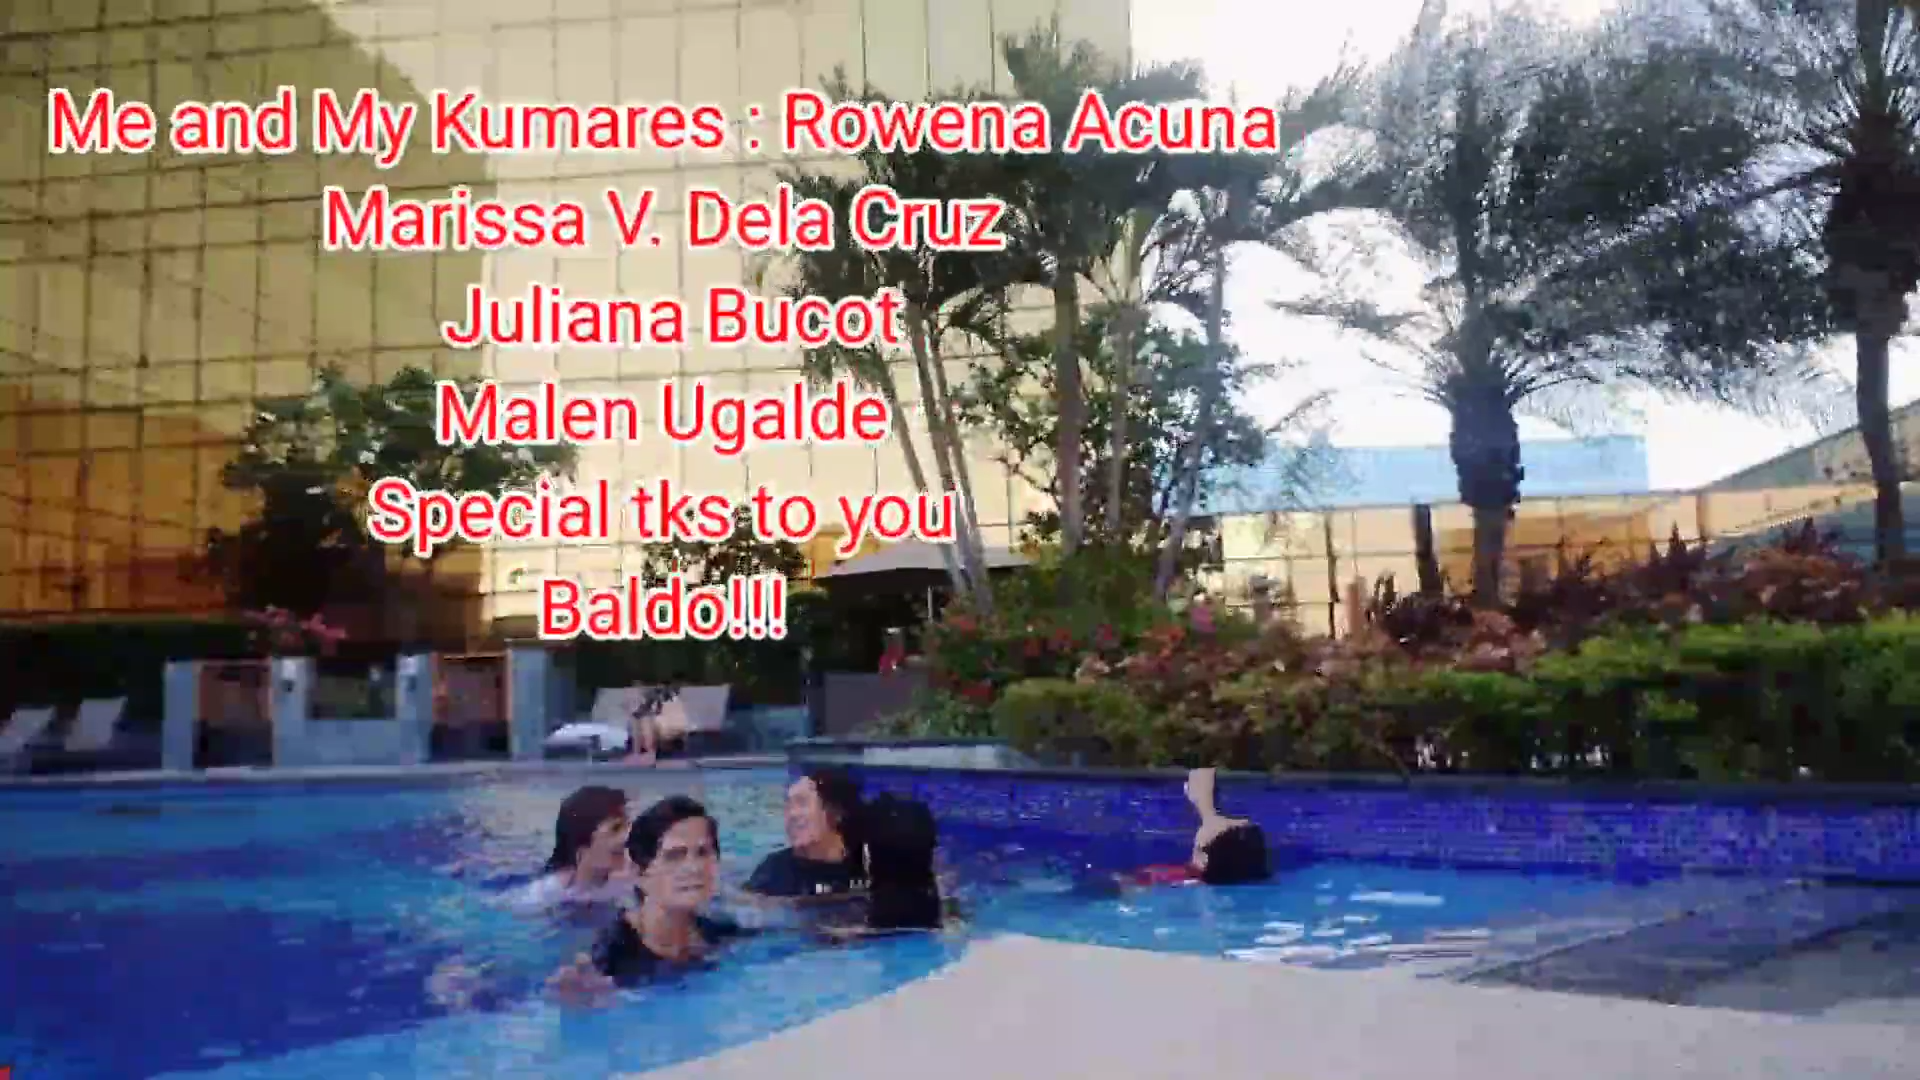 Me and My Kumares : Rowena Acuna
Marissa V. Dela Cruz
Juliana Bucot
Malen Ugalde
Special tks to you
Baldo!!!